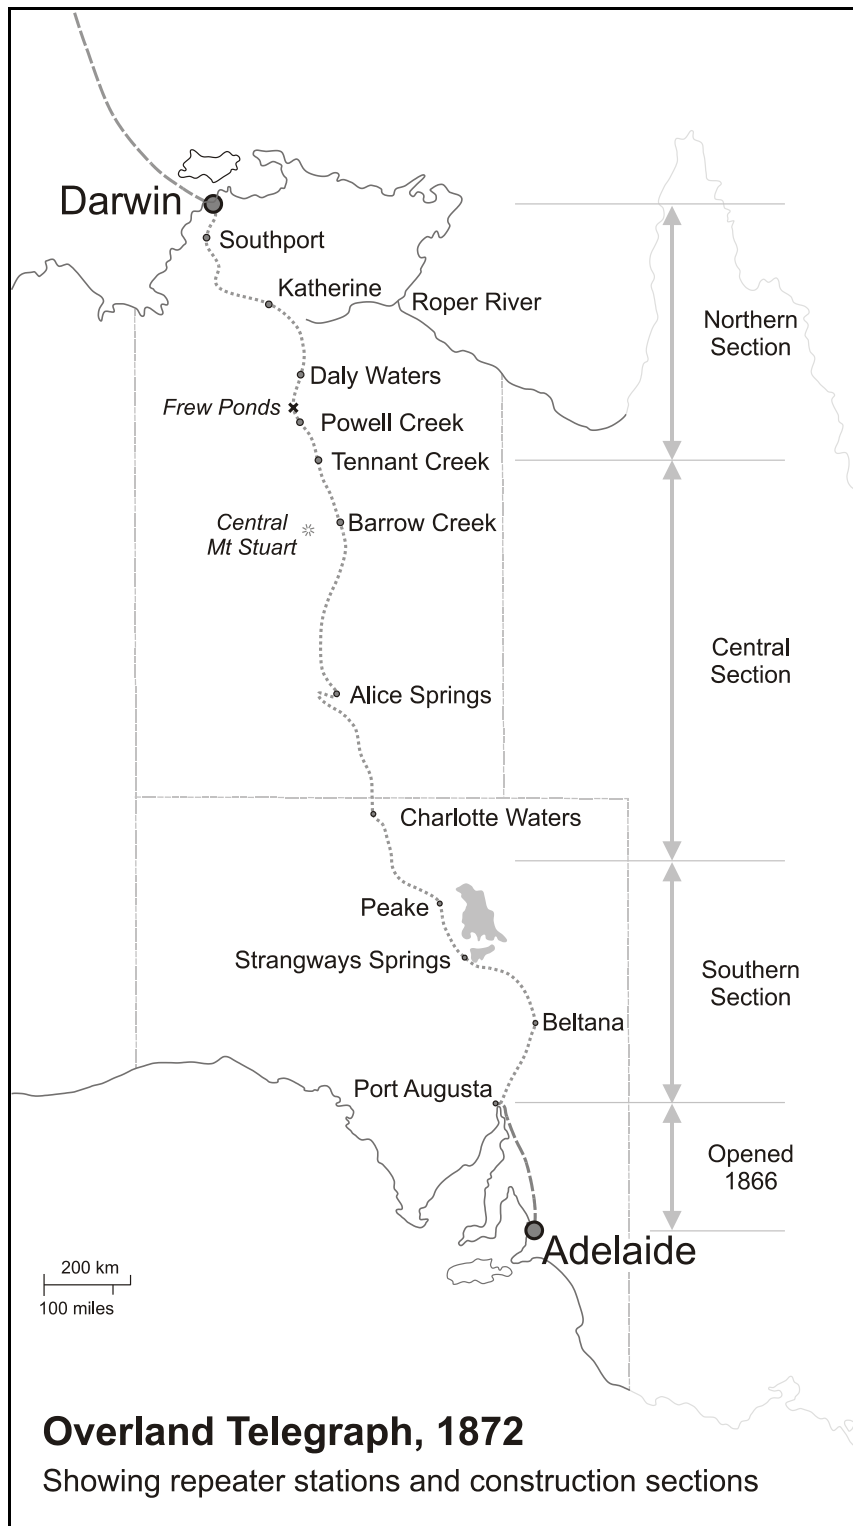 Darwin
Southport
Katherine
Roper River
Northern
Section
Daly Waters
Frew Ponds
Powell Creek
Tennant Creek
Central
Mt Stuart
Barrow Creek
Central
Section
Alice Springs
Charlotte Waters
Peake
Strangways Springs
Southern
Section
Beltana
Port Augusta
Opened
1866
Adelaide
200 km
100 miles
Overland Telegraph, 1872
Showing repeater stations and construction sections